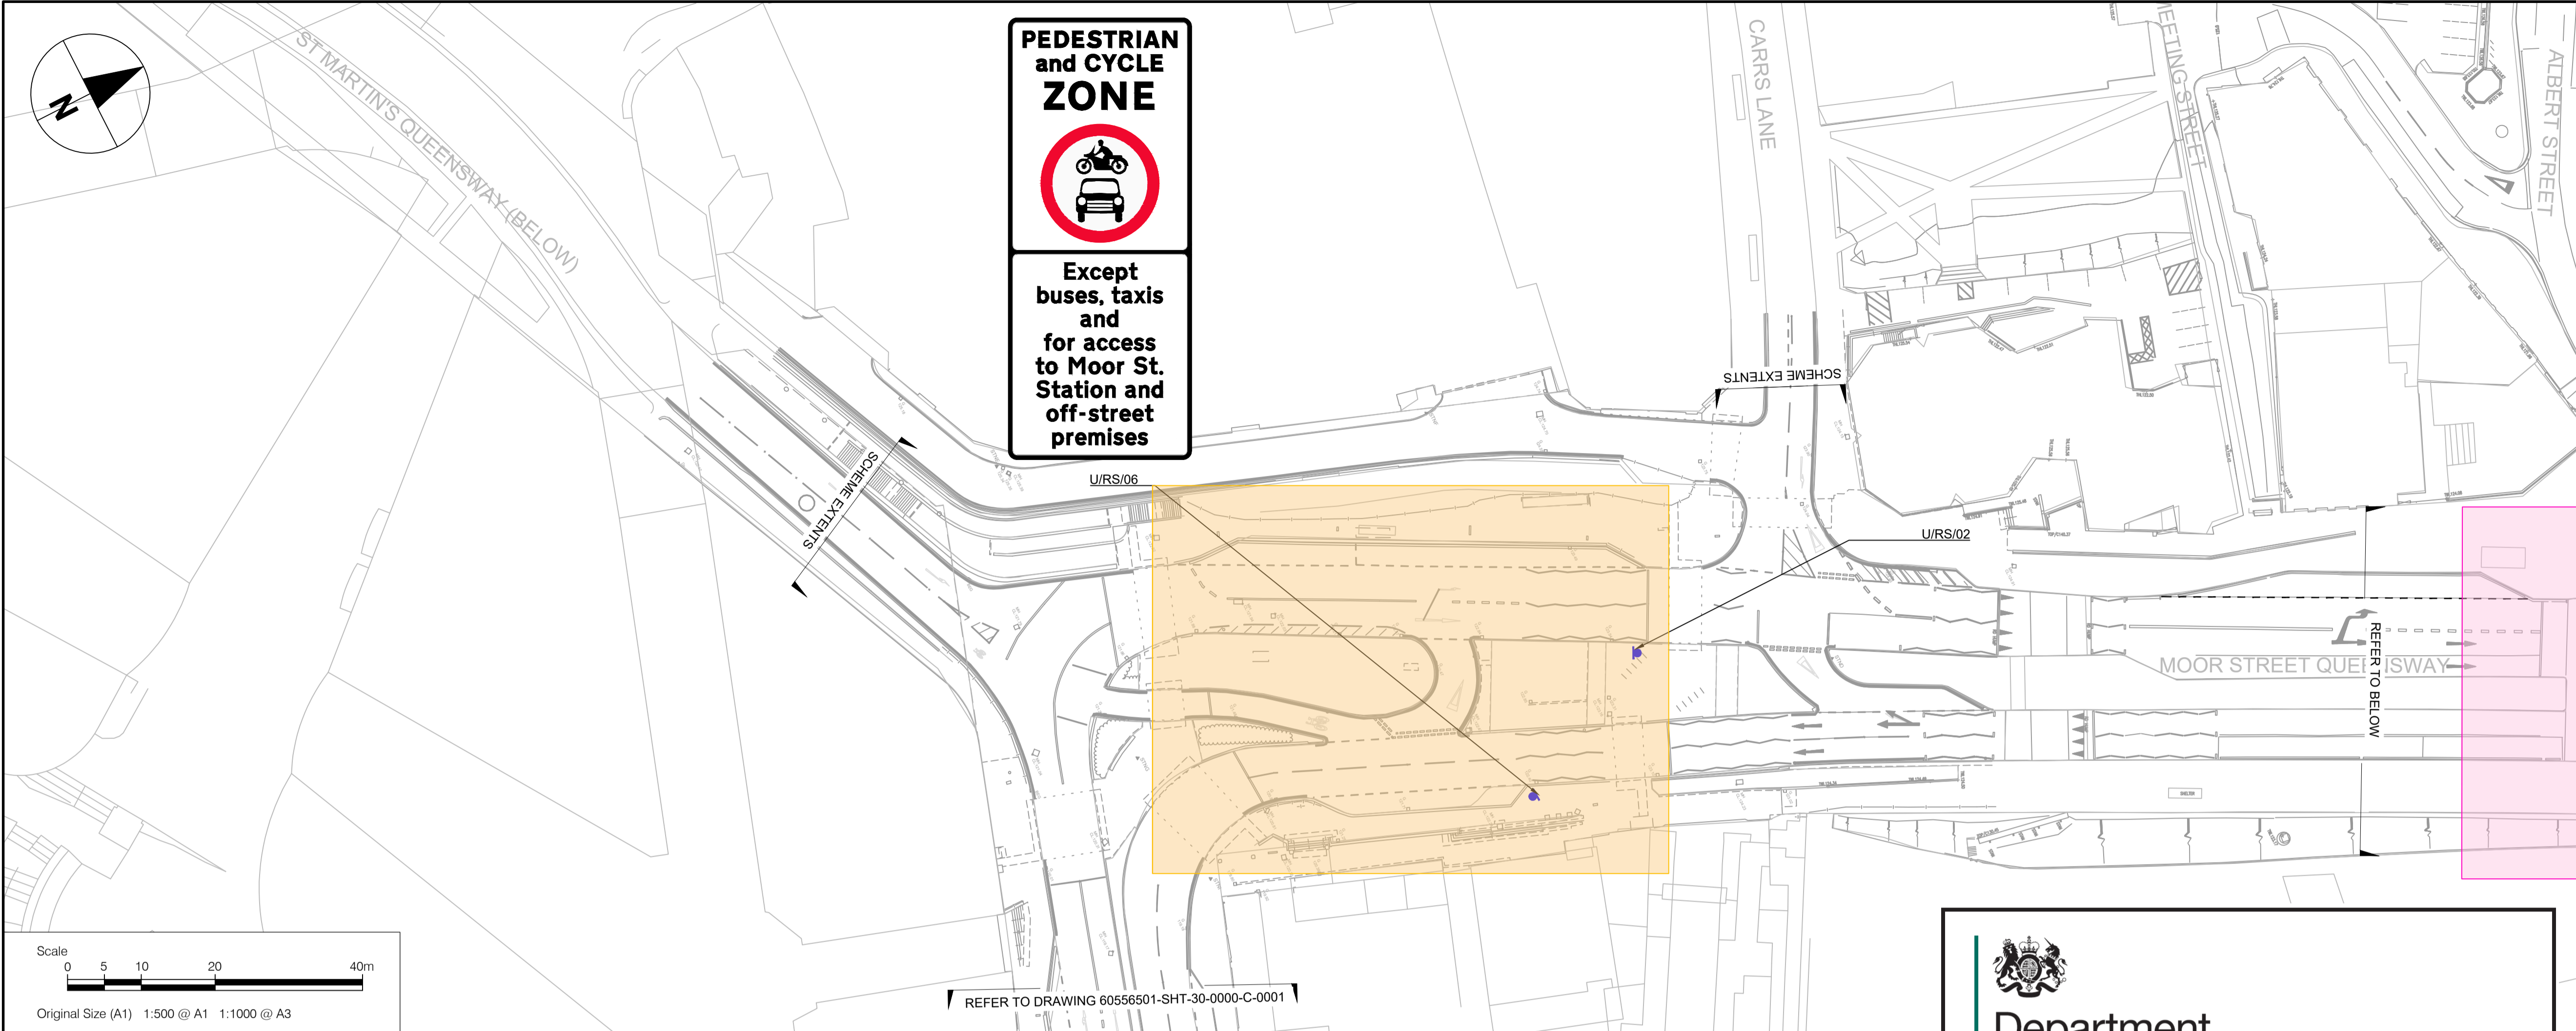 PEDESTRIAN
and CYCLE
ZONE
Except
buses, taxis
and
for access
to Moor St.
Station and
off-street
premises
N
ST MARTIN'S QUEENSWAY (BELOW)
CARRS LANE
MEETING STREET
ALBERT STREET
SCHEME EXTENTS
SCHEME EXTENTS
U/RS/06
U/RS/02
MOOR STREET QUEENSWAY
REFER TO BELOW
SHELTER
REFER TO DRAWING 60556501-SHT-30-0000-C-0001
Scale
0 5 10 20 40m
Original Size (A1) 1:500 @ A1 1:1000 @ A3
Department